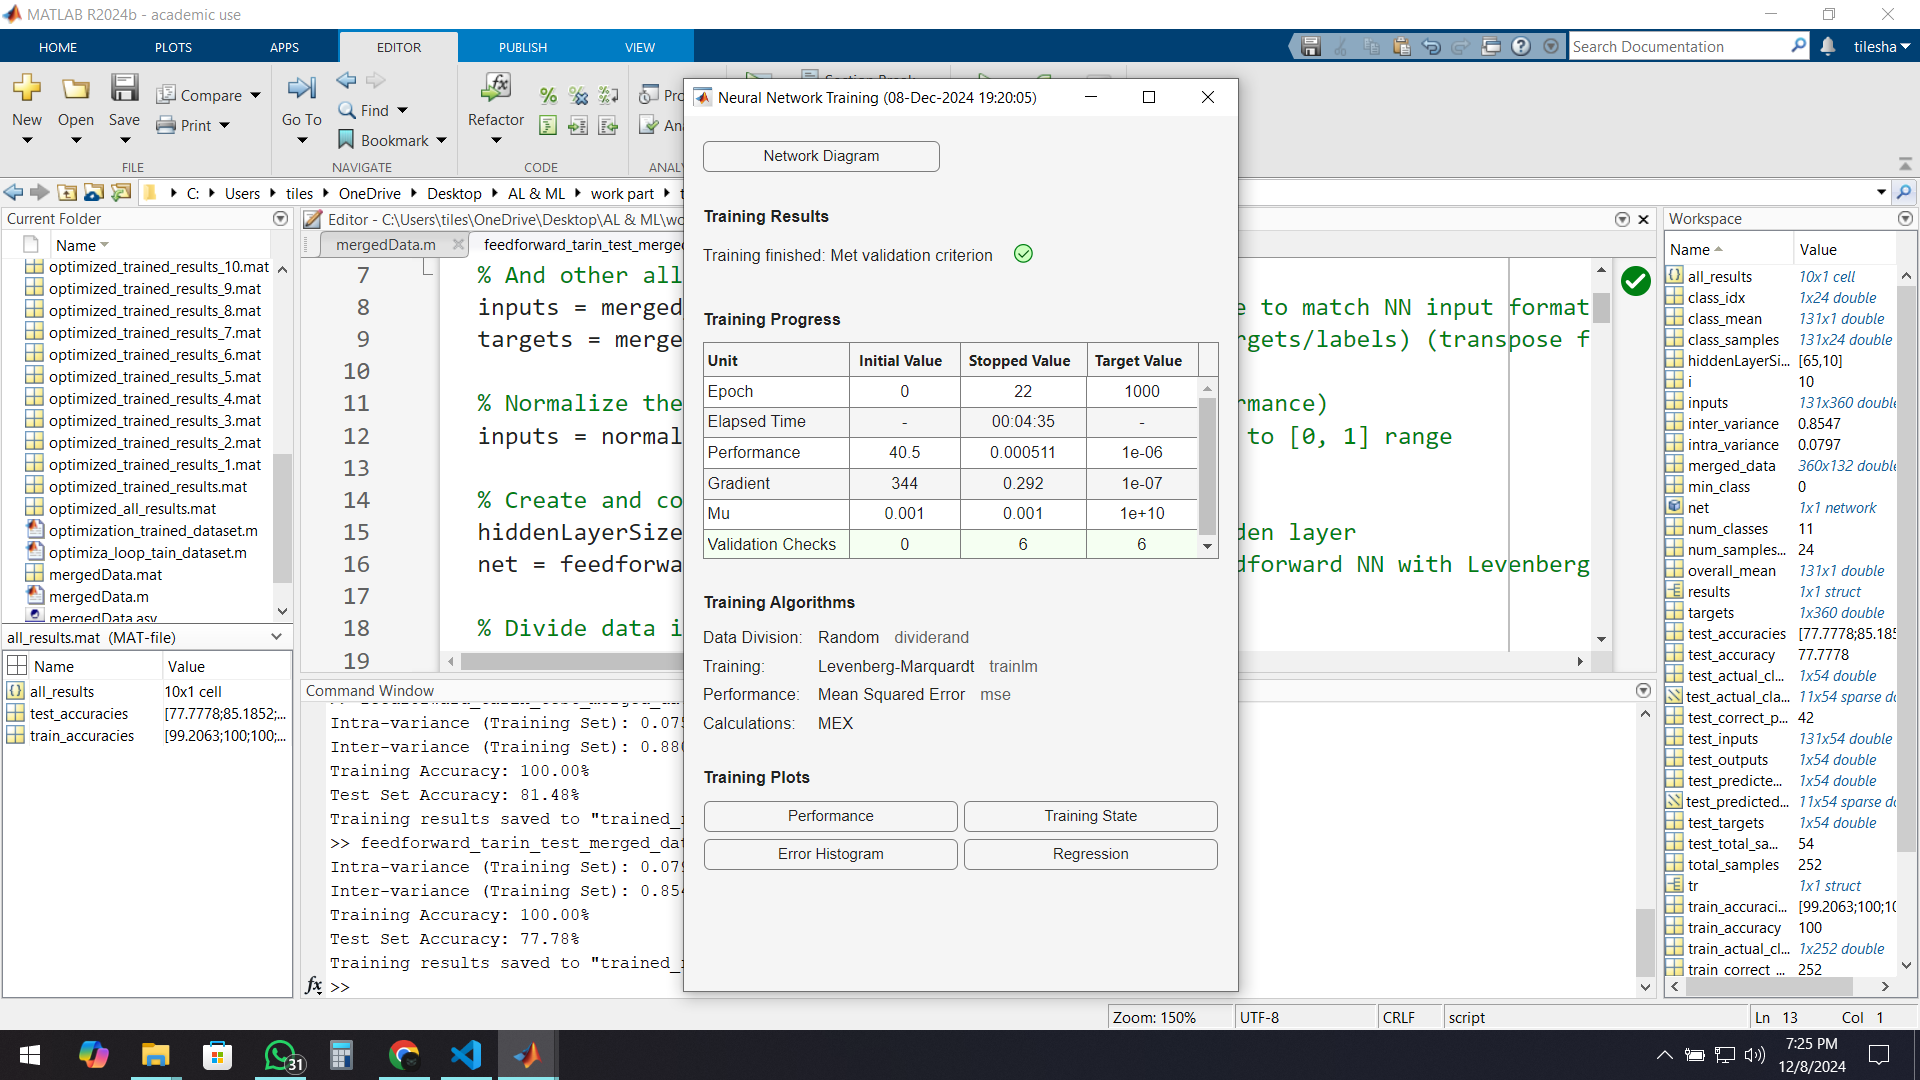 MATLAB R2024b - academic use
HOME PLOTS APPS EDITOR PUBLISH VIEW
Search Documentation
tilesha
New
Open
Save
Compare
Print
Go To
Find
Bookmark
Refactor
FILE NAVIGATE CODE
C: Users tiles OneDrive Desktop AL & ML work part
Current Folder
Name
optimized_trained_results_10.mat
optimized_trained_results_9.mat
optimized_trained_results_8.mat
optimized_trained_results_7.mat
optimized_trained_results_6.mat
optimized_trained_results_5.mat
optimized_trained_results_4.mat
optimized_trained_results_3.mat
optimized_trained_results_2.mat
optimized_trained_results_1.mat
optimized_trained_results.mat
optimized_all_results.mat
optimization_trained_dataset.m
optimiza_loop_tain_dataset.m
mergedData.mat
mergedData.m
mergedData.asv
all_results.mat (MAT-file)
Name Value
all_results 10x1 cell
test_accuracies [77.7778;85.1852;...
train_accuracies [99.2063;100;100;...
Editor - C:\Users\tiles\OneDrive\Desktop\AL & ML\wo
mergedData.m feedforward_tarin_test_merged
7 % And other all
8 inputs = merged e to match NN input format
9 targets = merge rgets/labels) (transpose f
10
11 % Normalize the rmance)
12 inputs = normal to [0, 1] range
13
14 % Create and co
15 hiddenLayerSize den layer
16 net = feedforwa dforward NN with Levenberg
17
18 % Divide data i
19
Command Window
Intra-variance (Training Set): 0.075
Inter-variance (Training Set): 0.880
Training Accuracy: 100.00%
Test Set Accuracy: 81.48%
Training results saved to "trained_
>> feedforward_tarin_test_merged_dat
Intra-variance (Training Set): 0.079
Inter-variance (Training Set): 0.854
Training Accuracy: 100.00%
Test Set Accuracy: 77.78%
Training results saved to "trained_
fx >>
Neural Network Training (08-Dec-2024 19:20:05)
Network Diagram
Training Results
Training finished: Met validation criterion
Training Progress
Unit Initial Value Stopped Value Target Value
Epoch 0 22 1000
Elapsed Time - 00:04:35 -
Performance 40.5 0.000511 1e-06
Gradient 344 0.292 1e-07
Mu 0.001 0.001 1e+10
Validation Checks 0 6 6
Training Algorithms
Data Division: Random dividerand
Training: Levenberg-Marquardt trainlm
Performance: Mean Squared Error mse
Calculations: MEX
Training Plots
Performance Training State
Error Histogram Regression
Workspace
Name Value
all_results 10x1 cell
class_idx 1x24 double
class_mean 131x1 double
class_samples 131x24 double
hiddenLayerSi... [65,10]
i 10
inputs 131x360 double
inter_variance 0.8547
intra_variance 0.0797
merged_data 360x132 double
min_class 0
net 1x1 network
num_classes 11
num_samples... 24
overall_mean 131x1 double
results 1x1 struct
targets 1x360 double
test_accuracies [77.7778;85.185
test_accuracy 77.7778
test_actual_cl... 1x54 double
test_actual_cla... 11x54 sparse do
test_correct_p... 42
test_inputs 131x54 double
test_outputs 1x54 double
test_predicte... 1x54 double
test_predicted... 11x54 sparse do
test_targets 1x54 double
test_total_sa... 54
total_samples 252
tr 1x1 struct
train_accuraci... [99.2063;100;10
train_accuracy 100
train_actual_cl... 1x252 double
train_correct_... 252
Zoom: 150% UTF-8 CRLF script Ln 13 Col 1
31
7:25 PM
12/8/2024